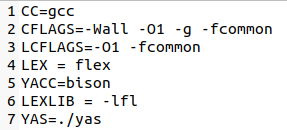 1 CC=gcc
2 CFLAGS=-Wall -O1 -g -fcommon
3 LCFLAGS=-O1 -fcommon
4 LEX = flex
5 YACC=bison
6 LEXLIB = -lfl
7 YAS=./yas